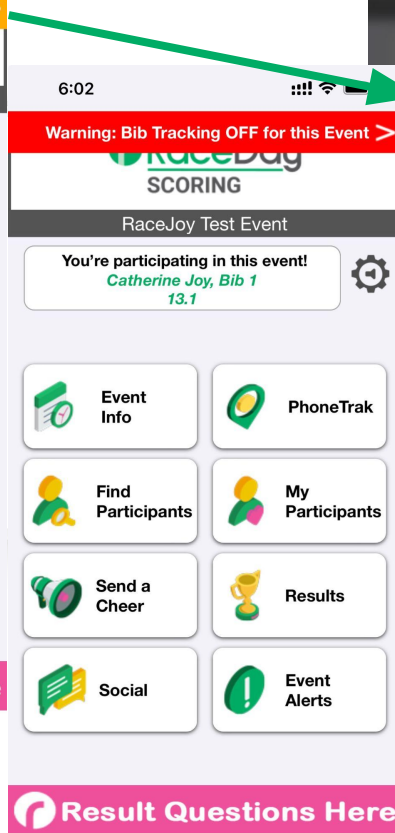 6:02
Warning: Bib Tracking OFF for this Event >
RaceDay
SCORING
RaceJoy Test Event
You're participating in this event!
Catherine Joy, Bib 1
13.1
Event
Info
PhoneTrak
Find
Participants
My
Participants
Send a
Cheer
Results
Social
Event
Alerts
Result Questions Here